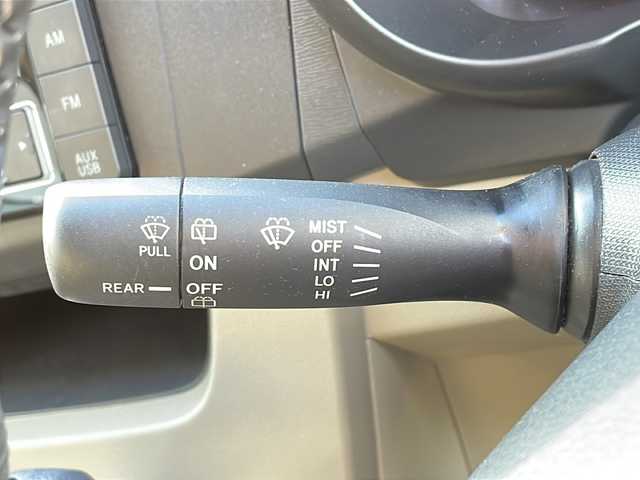 AM
FM
AUX
USB
PULL
ON
REAR OFF
MIST
OFF
INT
LO
HI